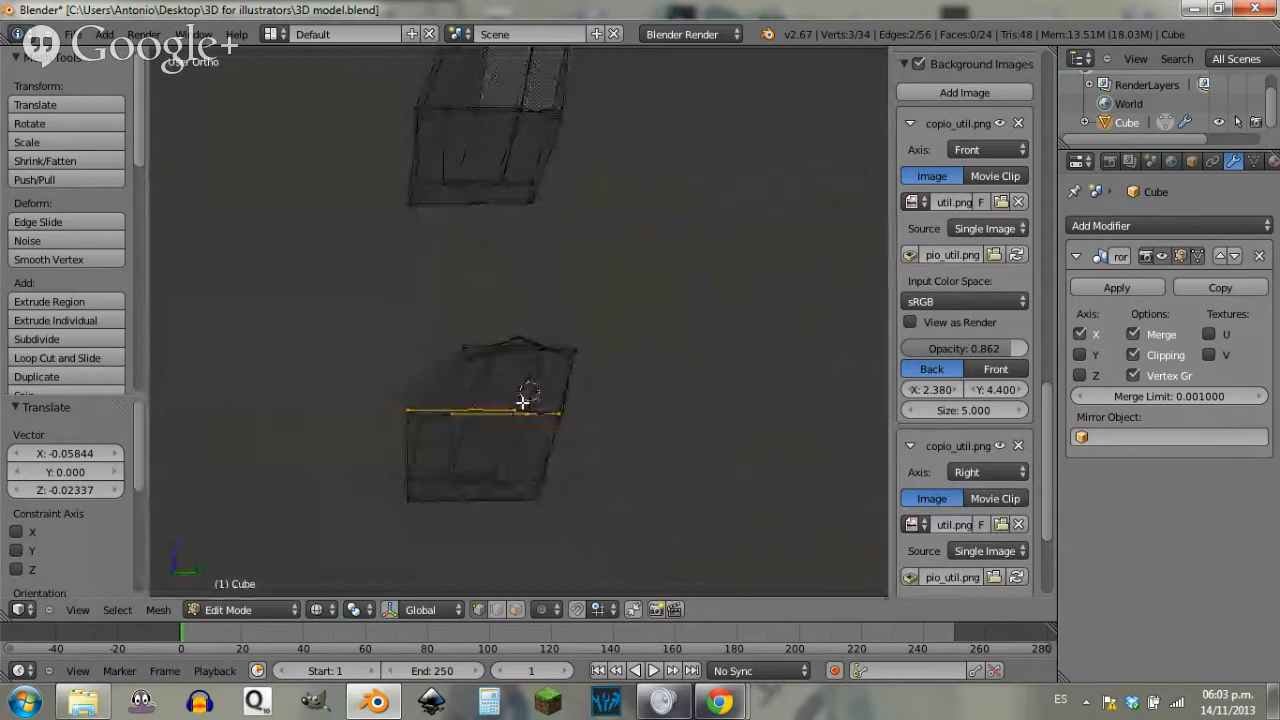 Blender* [C:\Users\Antonio\Desktop\3D for illustrators\3D model.blend]
File Add Render Window Help
Default
Scene
Blender Render
v2.67 | Verts:3/34 | Edges:2/56 | Faces:0/24 | Tris:48 | Mem:13.51M (18.03M) | Cube
Google+
Mesh Tools
User Ortho
Transform:
Translate
Rotate
Scale
Shrink/Fatten
Push/Pull
Deform:
Edge Slide
Noise
Smooth Vertex
Add:
Extrude Region
Extrude Individual
Subdivide
Loop Cut and Slide
Duplicate
Translate
Vector
X: -0.05844
Y: 0.000
Z: -0.02337
Constraint Axis
X
Y
Z
Orientation
(1) Cube
View Select Mesh
Edit Mode
Global
Background Images
Add Image
copio_util.png
Axis: Front
Image Movie Clip
util.png F
Source Single Image
pio_util.png
Input Color Space:
sRGB
View as Render
Opacity: 0.862
Back Front
X: 2.380 Y: 4.400
Size: 5.000
copio_util.png
Axis: Right
Image Movie Clip
util.png F
Source Single Image
pio_util.png
View Search All Scenes
RenderLayers
World
Cube
Cube
Add Modifier
ror
Apply Copy
Axis: Options: Textures:
X Merge U
Y Clipping V
Z Vertex Gr
Merge Limit: 0.001000
Mirror Object:
-40 -20 0 20 40 60 80 100 120 140 160 180 200 220 240 260 280
View Marker Frame Playback
Start: 1
End: 250
1
No Sync
ES
06:03 p.m.
14/11/2013